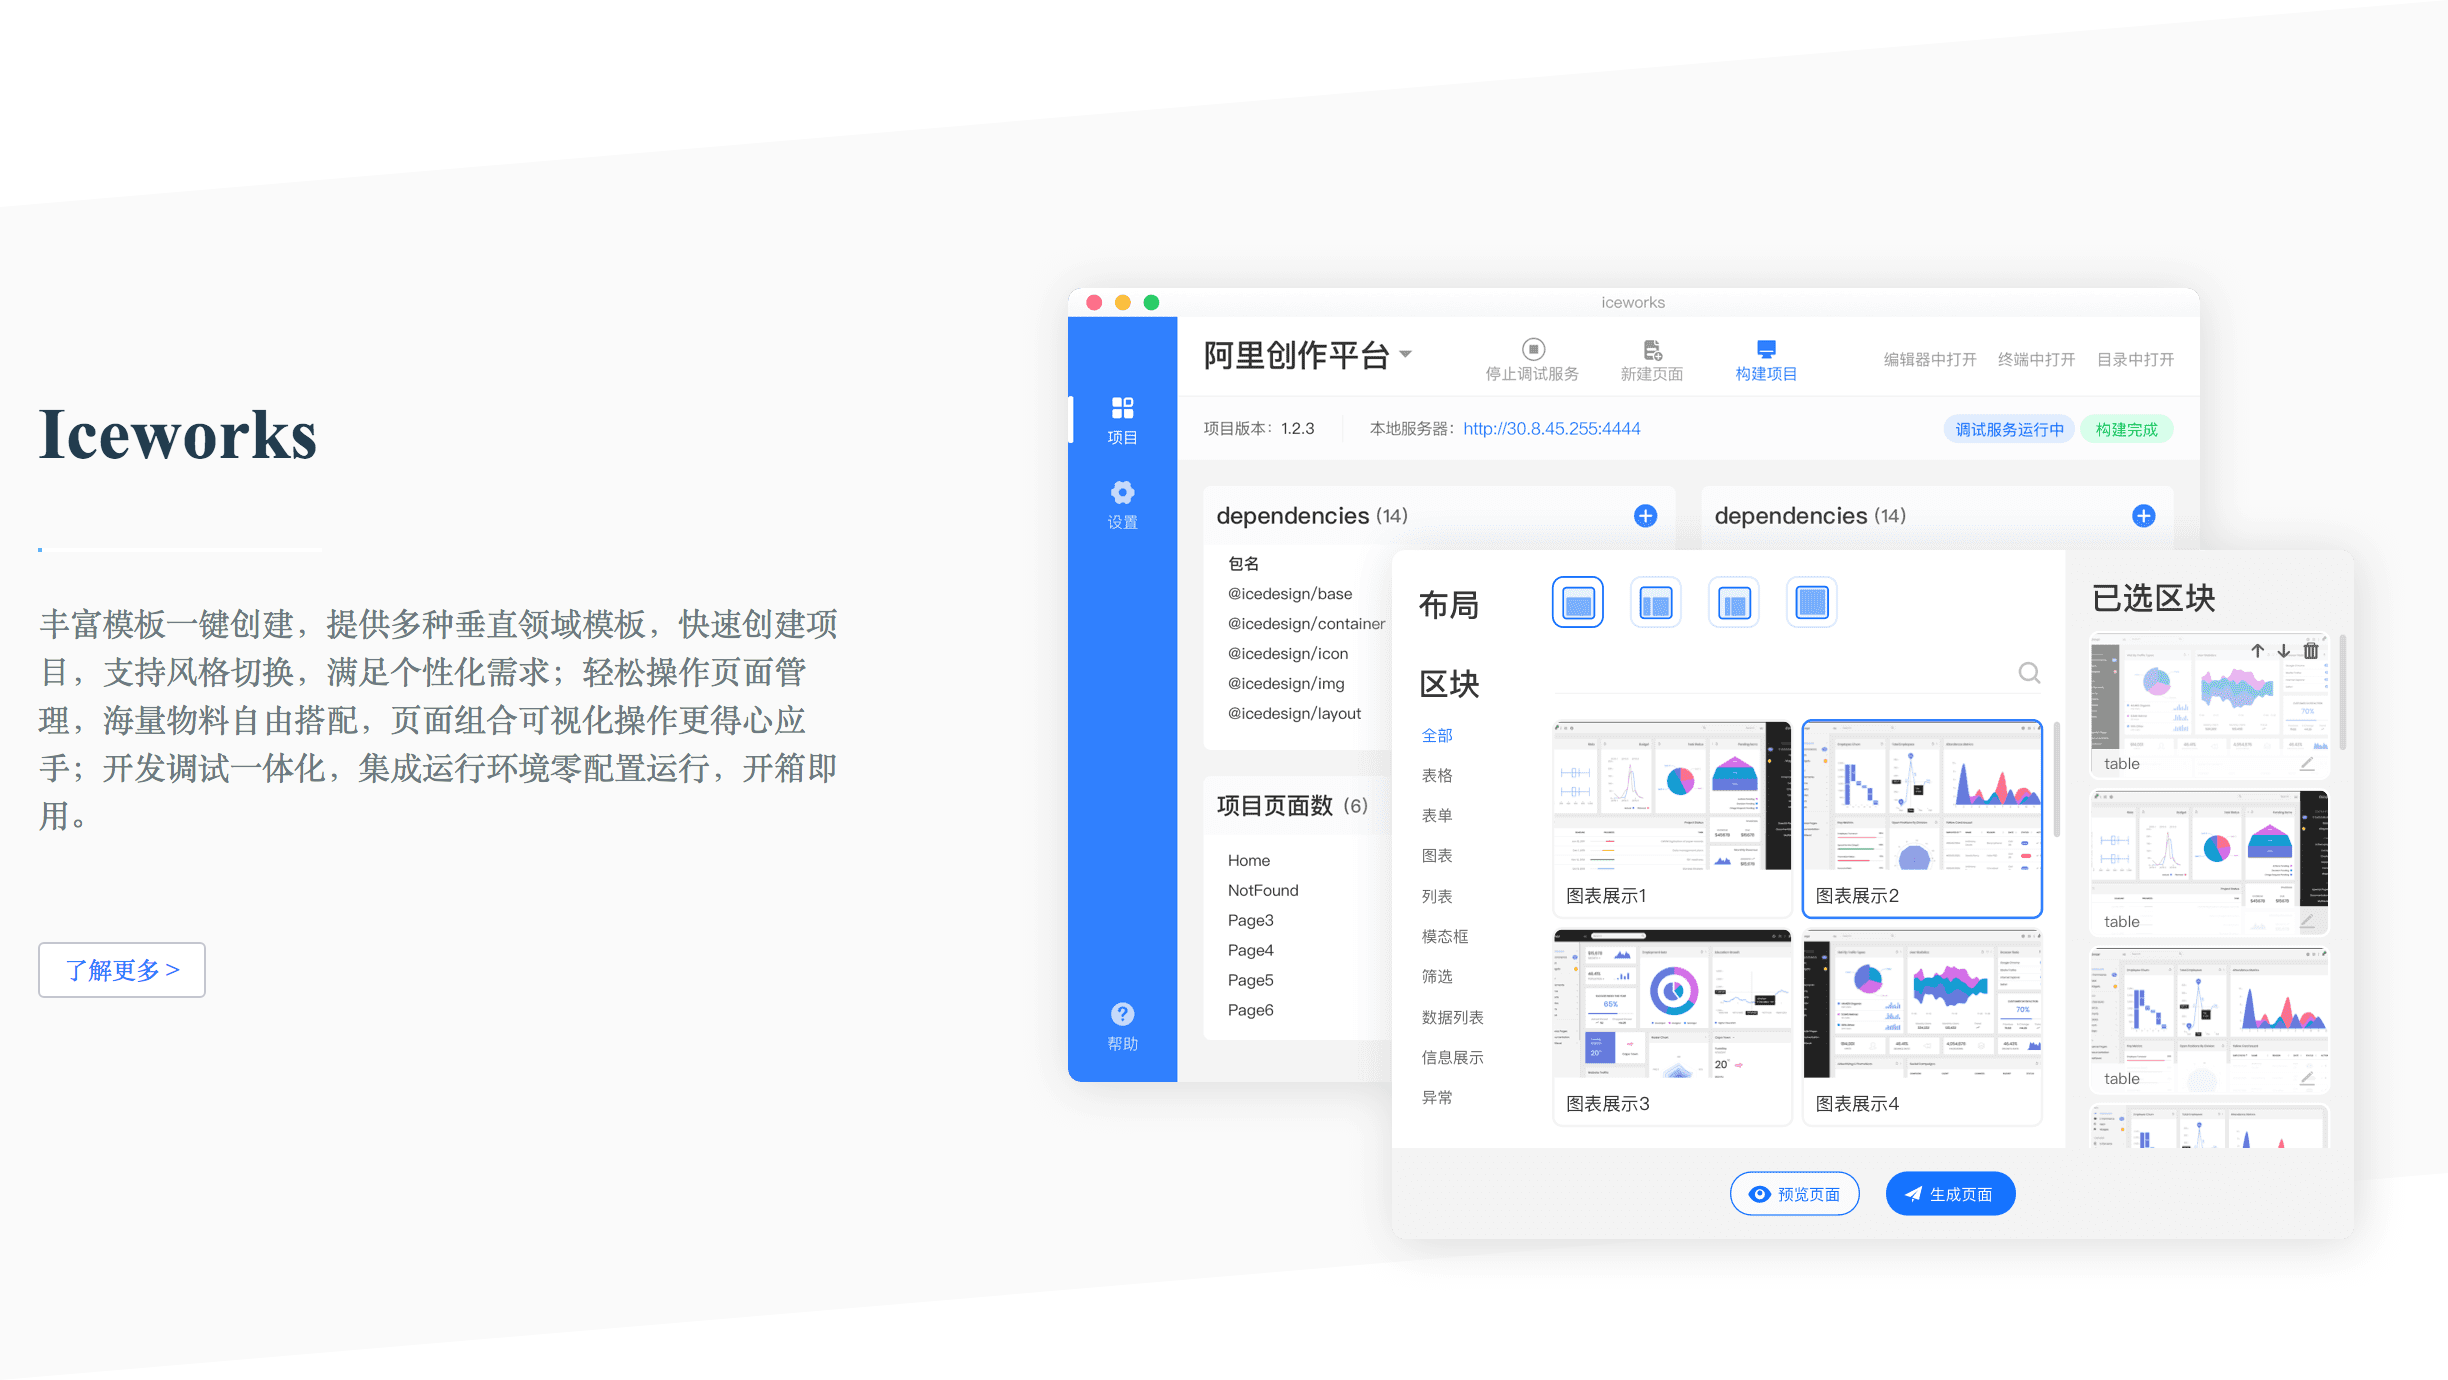 Iceworks
丰富模板一键创建，提供多种垂直领域模板，快速创建项
目，支持风格切换，满足个性化需求；轻松操作页面管
理，海量物料自由搭配，页面组合可视化操作更得心应
手；开发调试一体化，集成运行环境零配置运行，开箱即
用。
了解更多 >
iceworks
项目
设置
帮助
阿里创作平台
停止调试服务
新建页面
构建项目
编辑器中打开
终端中打开
目录中打开
项目版本：1.2.3
本地服务器：http://30.8.45.255:4444
调试服务运行中
构建完成
dependencies (14)
包名
@icedesign/base
@icedesign/container
@icedesign/icon
@icedesign/img
@icedesign/layout
dependencies (14)
项目页面数 (6)
Home
NotFound
Page3
Page4
Page5
Page6
布局
区块
全部
表格
表单
图表
列表
模态框
筛选
数据列表
信息展示
异常
图表展示1
图表展示2
图表展示3
图表展示4
已选区块
table
table
table
预览页面
生成页面